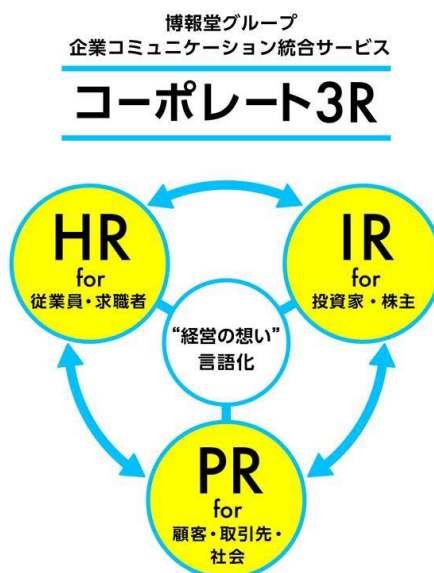 博報堂グループ
企業コミュニケーション統合サービス
コーポレート3R
HR
for
従業員・求職者
IR
for
投資家・株主
“経営の想い”
言語化
PR
for
顧客・取引先・
社会